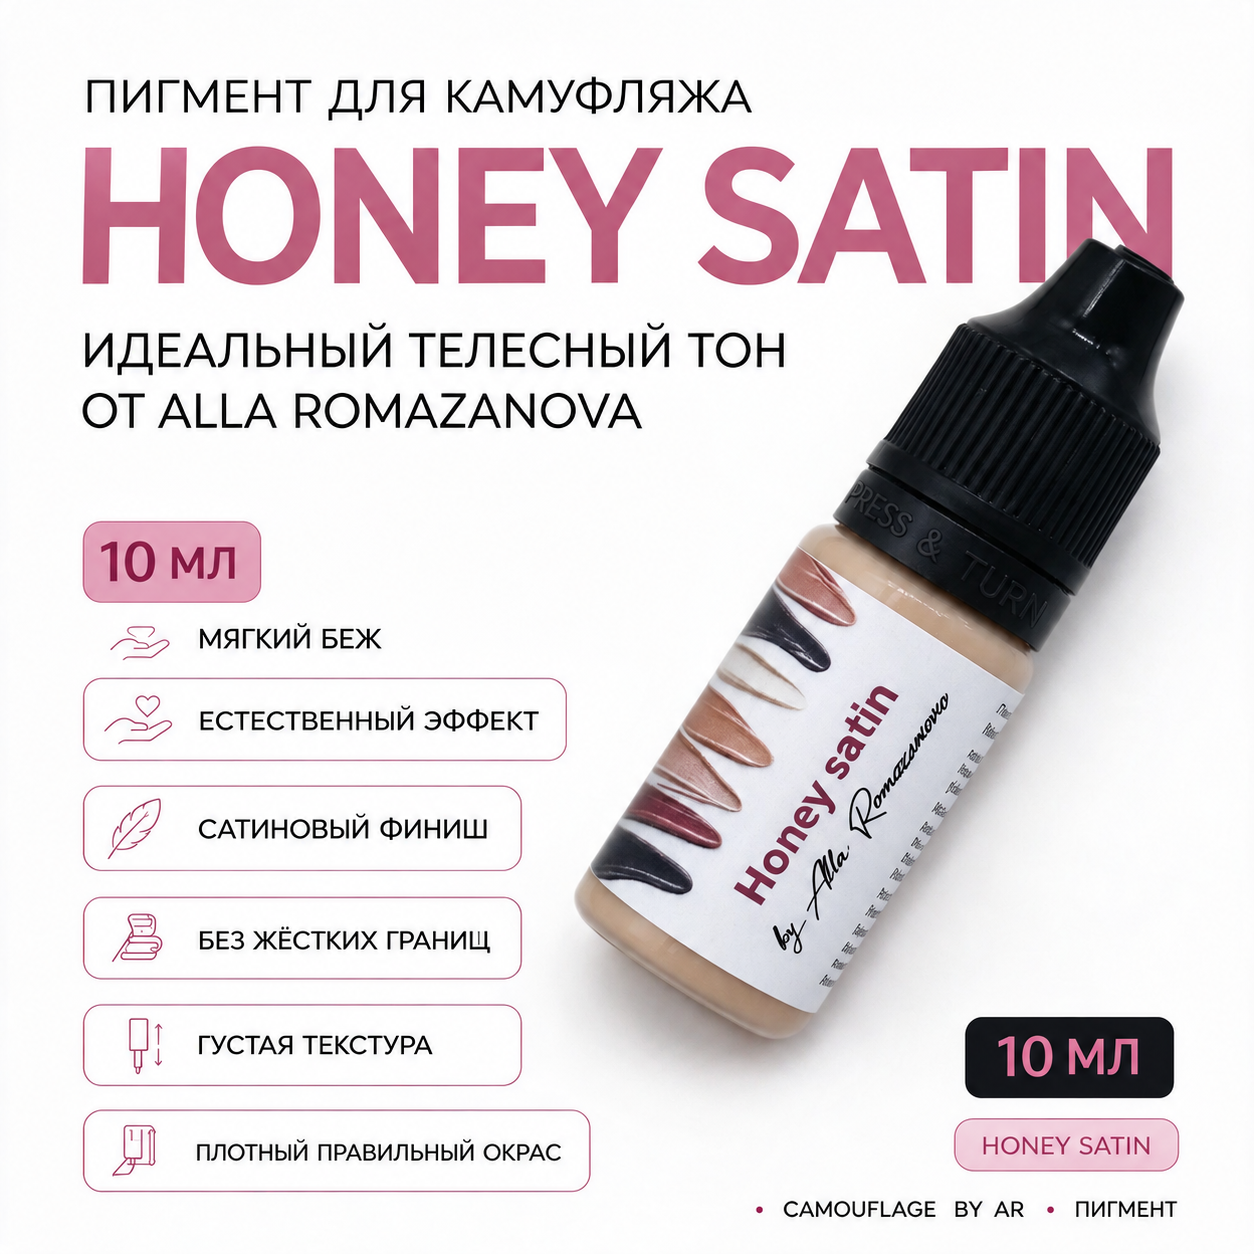 ПИГМЕНТ ДЛЯ КАМУФЛЯЖА
HONEY SATIN
ИДЕАЛЬНЫЙ ТЕЛЕСНЫЙ ТОН
ОТ ALLA ROMAZANOVA
10 МЛ
МЯГКИЙ БЕЖ
ЕСТЕСТВЕННЫЙ ЭФФЕКТ
САТИНОВЫЙ ФИНИШ
БЕЗ ЖЁСТКИХ ГРАНИЦ
ГУСТАЯ ТЕКСТУРА
ПЛОТНЫЙ ПРАВИЛЬНЫЙ ОКРАС
PRESS & TURN
Honey satin
by Alla Romazanova
10 МЛ
HONEY SATIN
• CAMOUFLAGE BY AR • ПИГМЕНТ